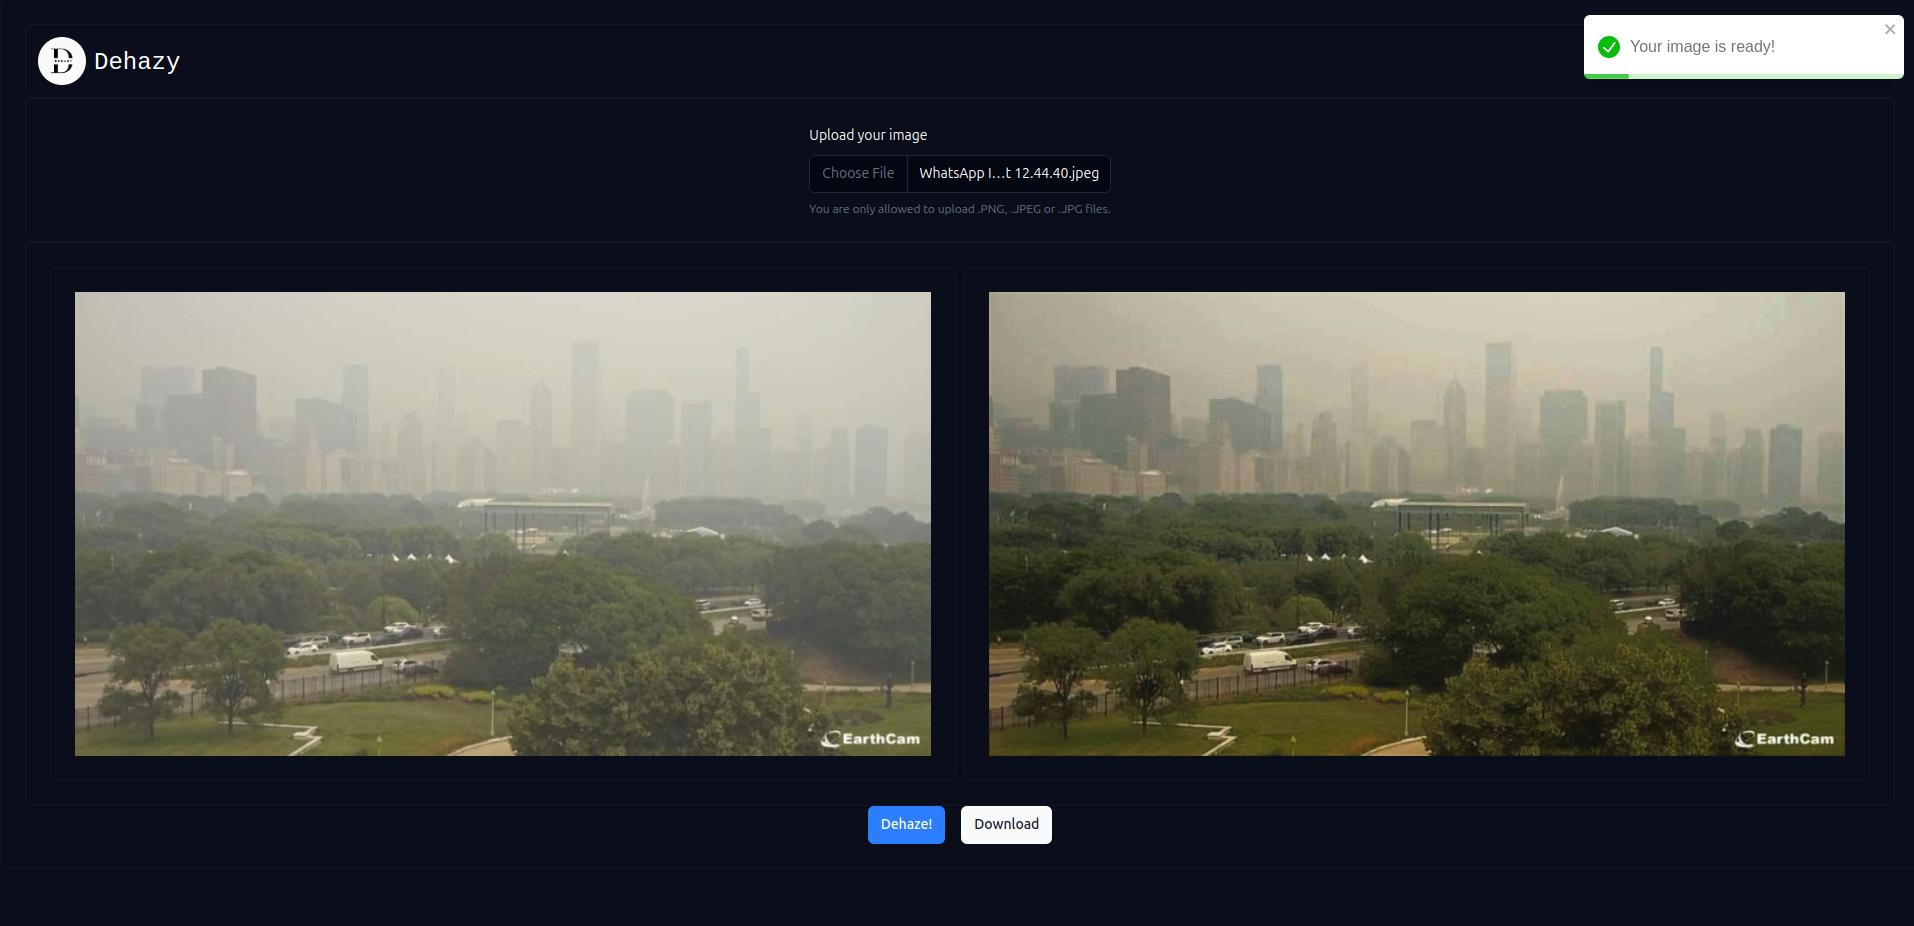 Dehazy
Your image is ready!
Upload your image
Choose File
WhatsApp I...t 12.44.40.jpeg
You are only allowed to upload .PNG, .JPEG or .JPG files.
EarthCam
EarthCam
Dehaze!
Download